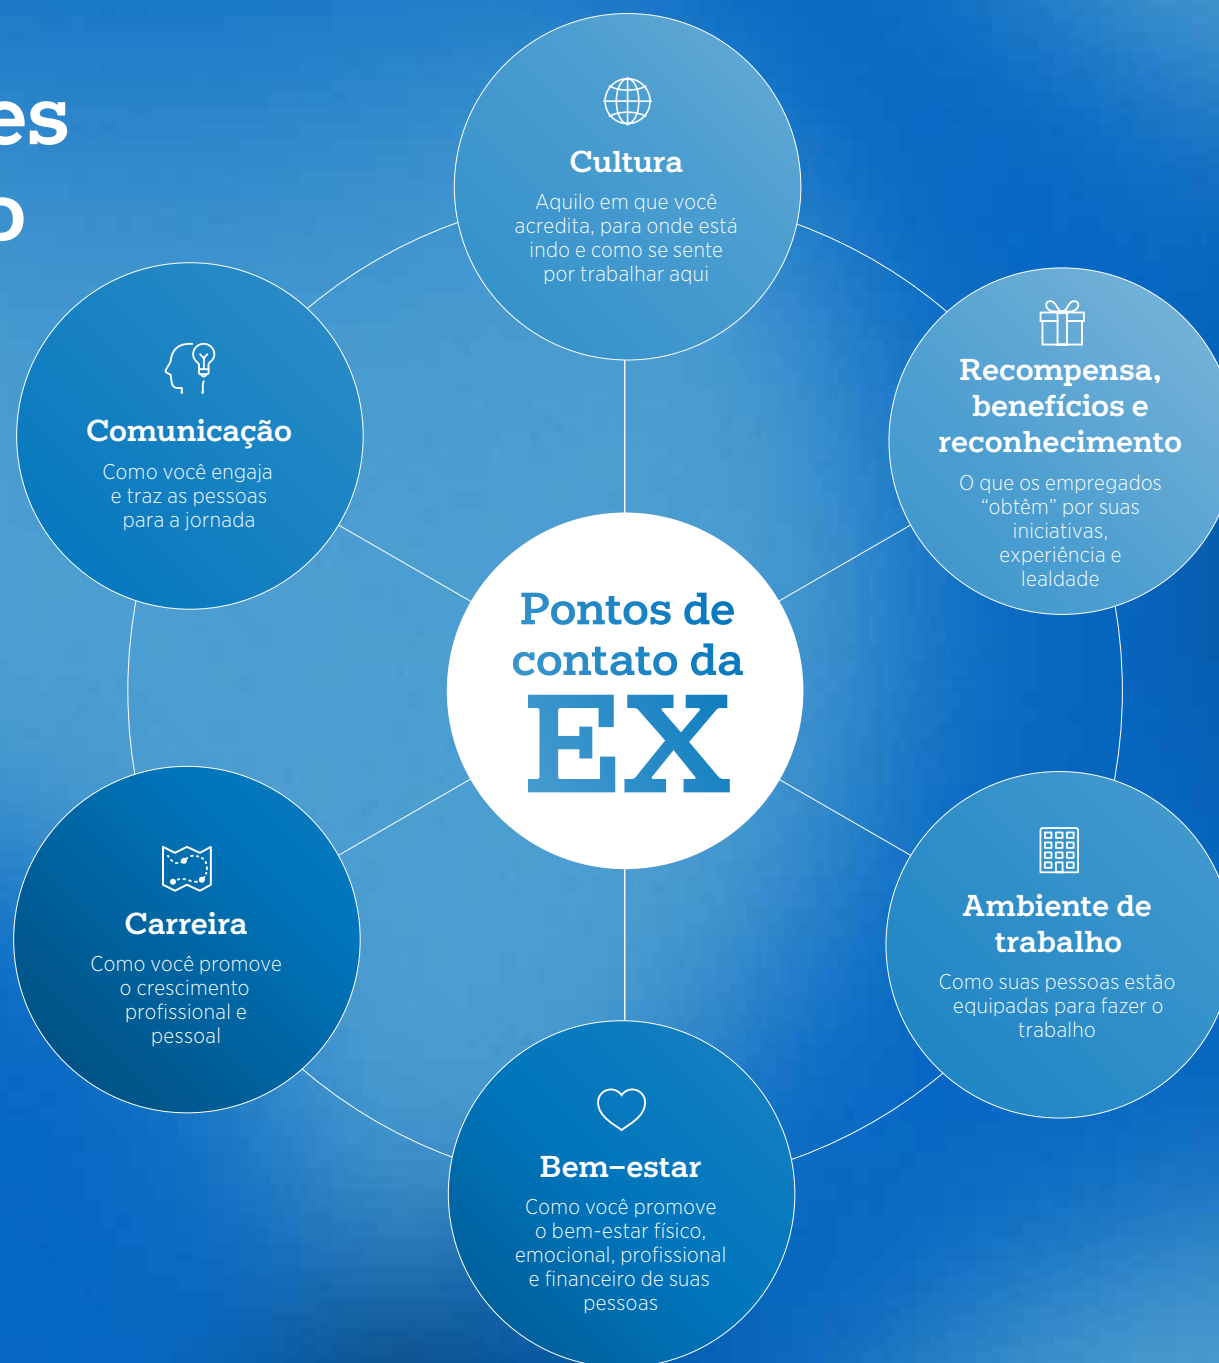 es
o
Cultura
Aquilo em que você
acredita, para onde está
indo e como se sente
por trabalhar aqui
Recompensa,
benefícios e
reconhecimento
O que os empregados
“obtêm” por suas
iniciativas,
experiência e
lealdade
Comunicação
Como você engaja
e traz as pessoas
para a jornada
Pontos de
contato da
EX
Carreira
Como você promove
o crescimento
profissional e
pessoal
Ambiente de
trabalho
Como suas pessoas estão
equipadas para fazer o
trabalho
Bem-estar
Como você promove
o bem-estar físico,
emocional, profissional
e financeiro de suas
pessoas